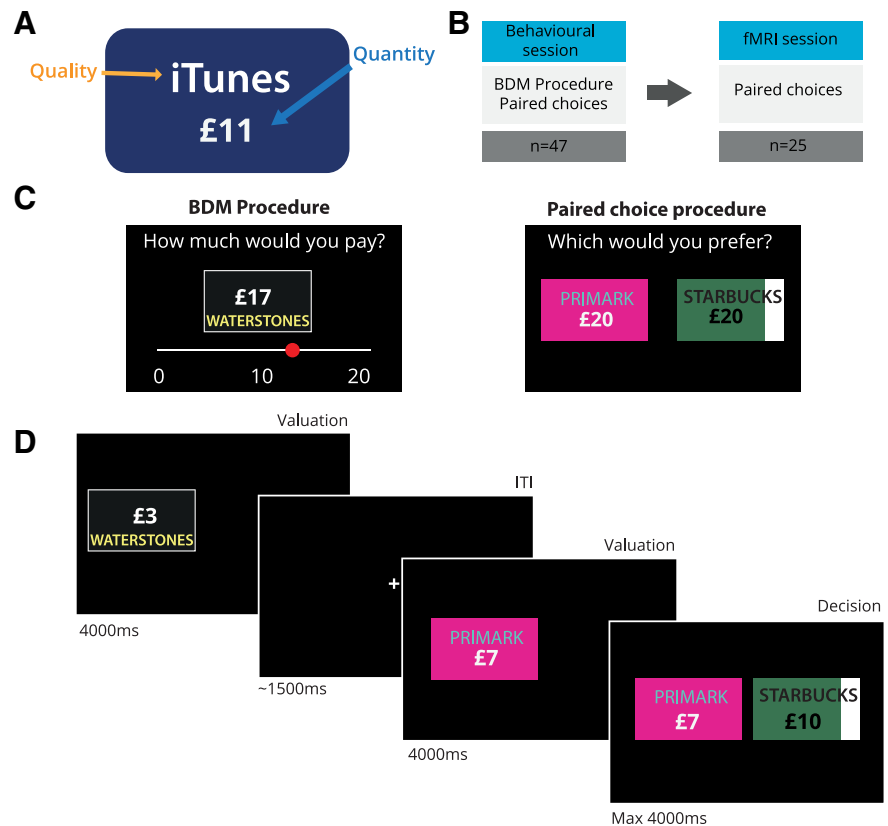 A
Quality
iTunes
£11
Quantity
B
Behavioural
session
BDM Procedure
Paired choices
n=47
fMRI session
Paired choices
n=25
C
BDM Procedure
How much would you pay?
£17
WATERSTONES
0 10 20
Paired choice procedure
Which would you prefer?
PRIMARK
£20
STARBUCKS
£20
D
Valuation
£3
WATERSTONES
4000ms
ITI
+
~1500ms
Valuation
PRIMARK
£7
4000ms
Decision
PRIMARK
£7
STARBUCKS
£10
Max 4000ms